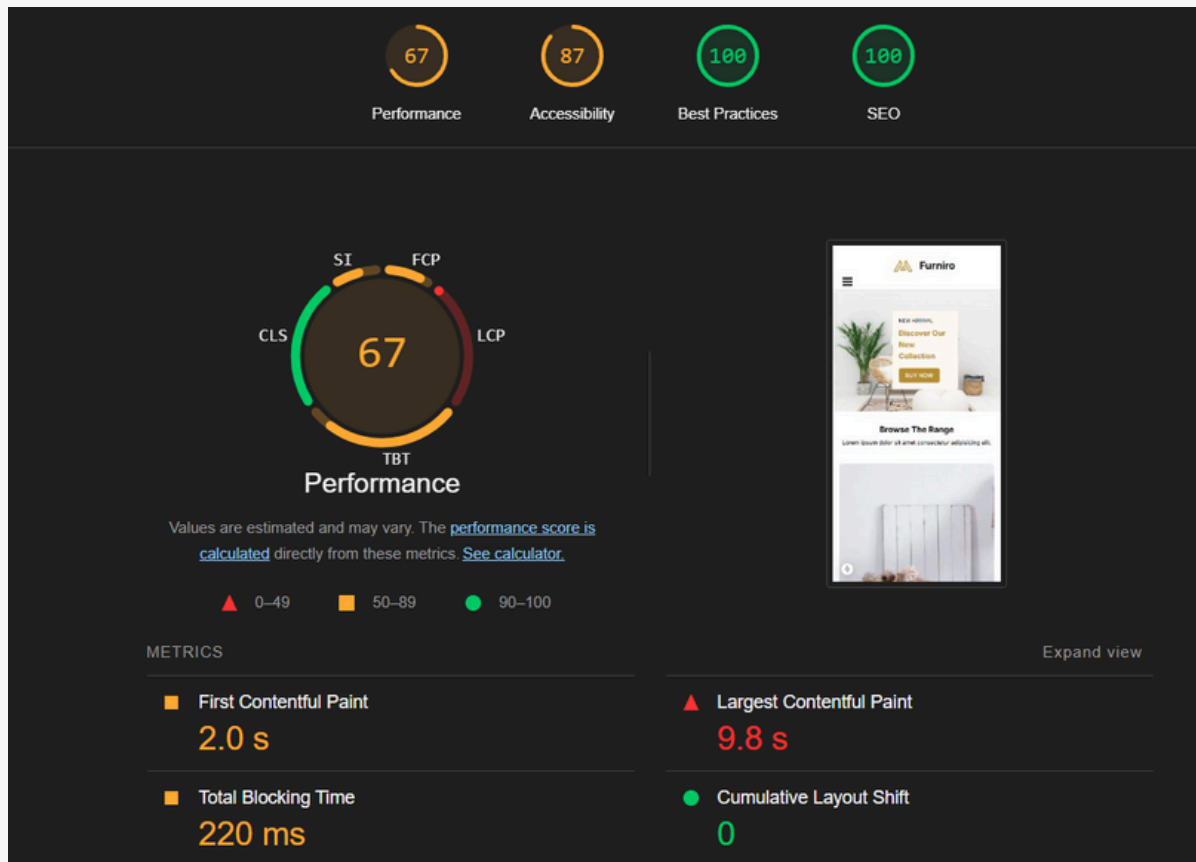 67
87
100
100
Performance
Accessibility
Best Practices
SEO
SI
FCP
CLS
LCP
67
TBT
Performance
Values are estimated and may vary. The performance score is
calculated directly from these metrics. See calculator.
0–49
50–89
90–100
Furniro
NEW ARRIVAL
Discover Our
New
Collection
BUY NOW
Browse The Range
Lorem ipsum dolor sit amet consectetur adipisicing elit.
METRICS
Expand view
First Contentful Paint
2.0 s
Largest Contentful Paint
9.8 s
Total Blocking Time
220 ms
Cumulative Layout Shift
0